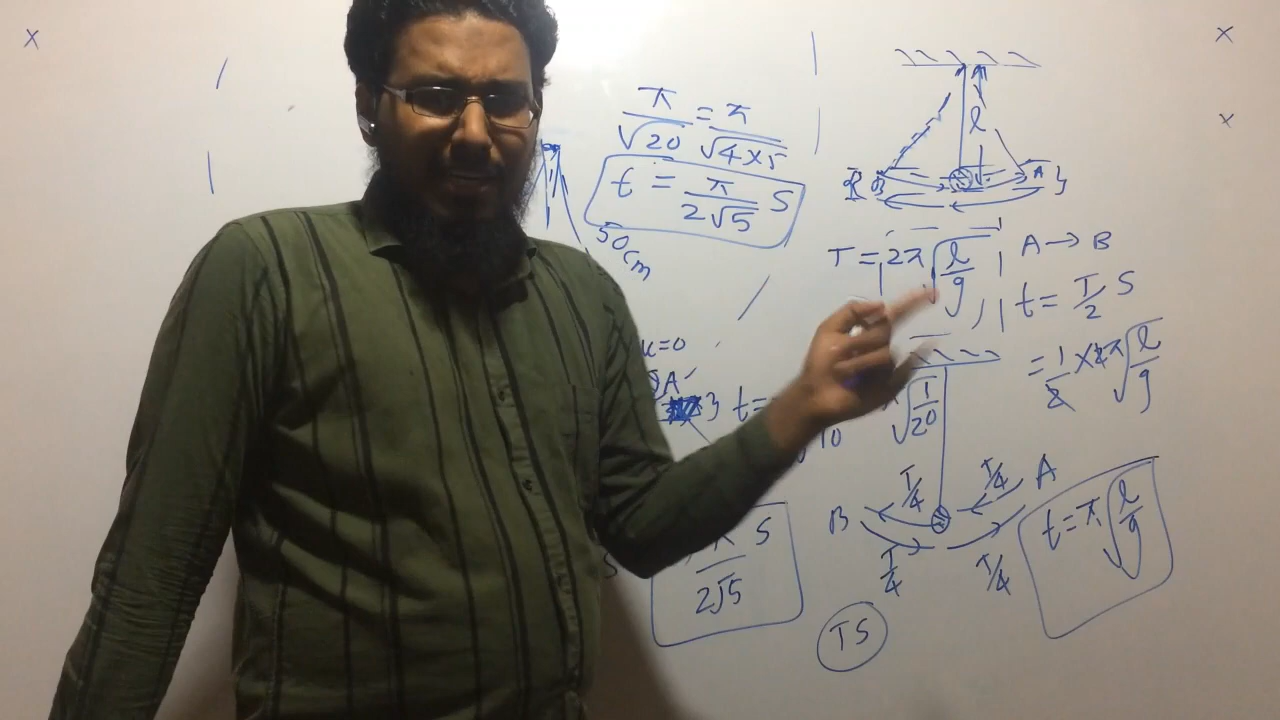 π/√20 = π/√4×5
t = π/2√5 S
50cm
u=0
A
t=
10
√1/20
π/2√5 S
l
B A
T = 2π√l/g
A → B
t = T/2 S
= 1/2 × 2π√l/g
T/4 T/4 A
B
T/4 T/4
t = π√l/g
TS